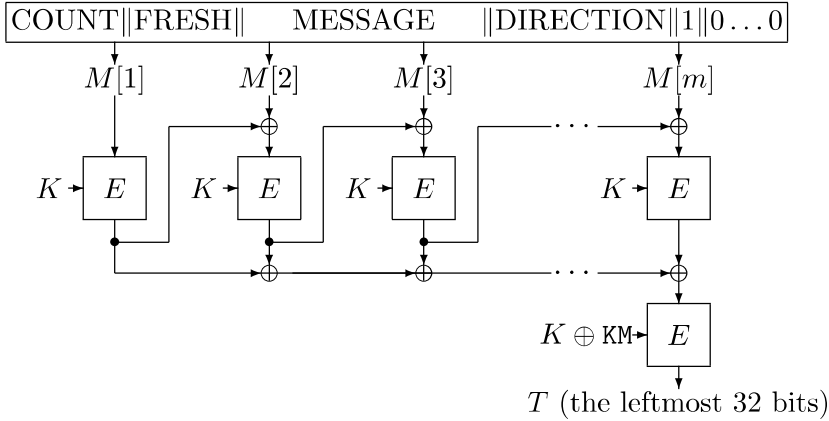 COUNT||FRESH|| MESSAGE ||DIRECTION||1||0...0
M[1] M[2] M[3] M[m]
⊕ ⊕ ... ⊕
K E K E K E K E
⊕ ⊕ ... ⊕
K ⊕ KM E
T (the leftmost 32 bits)